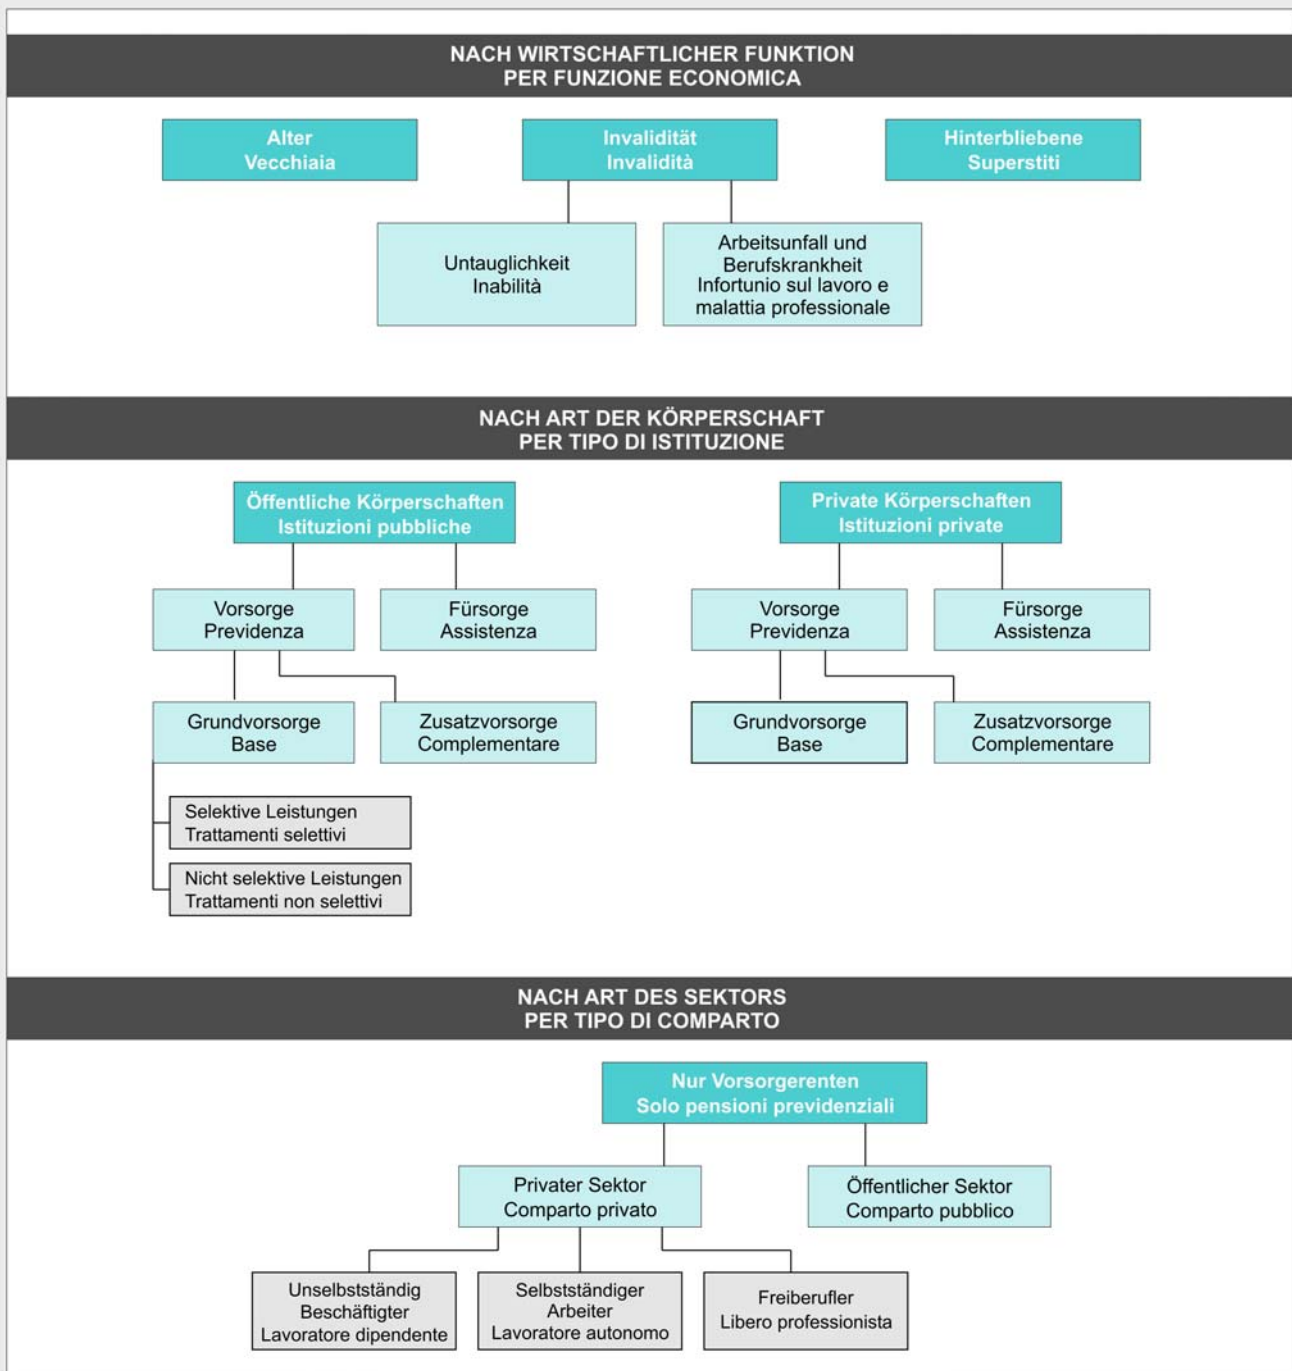 NACH WIRTSCHAFTLICHER FUNKTION
PER FUNZIONE ECONOMICA
Alter
Vecchiaia
Invalidität
Invalidità
Hinterbliebene
Superstiti
Untauglichkeit
Inabilità
Arbeitsunfall und
Berufskrankheit
Infortunio sul lavoro e
malattia professionale
NACH ART DER KÖRPERSCHAFT
PER TIPO DI ISTITUZIONE
Öffentliche Körperschaften
Istituzioni pubbliche
Private Körperschaften
Istituzioni private
Vorsorge
Previdenza
Fürsorge
Assistenza
Vorsorge
Previdenza
Fürsorge
Assistenza
Grundvorsorge
Base
Zusatzvorsorge
Complementare
Grundvorsorge
Base
Zusatzvorsorge
Complementare
Selektive Leistungen
Trattamenti selettivi
Nicht selektive Leistungen
Trattamenti non selettivi
NACH ART DES SEKTORS
PER TIPO DI COMPARTO
Nur Vorsorgerenten
Solo pensioni previdenziali
Privater Sektor
Comparto privato
Öffentlicher Sektor
Comparto pubblico
Unselbstständig
Beschäftigter
Lavoratore dipendente
Selbstständiger
Arbeiter
Lavoratore autonomo
Freiberufler
Libero professionista